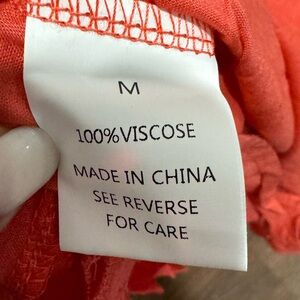 M
100%VISCOSE
MADE IN CHINA
SEE REVERSE
FOR CARE